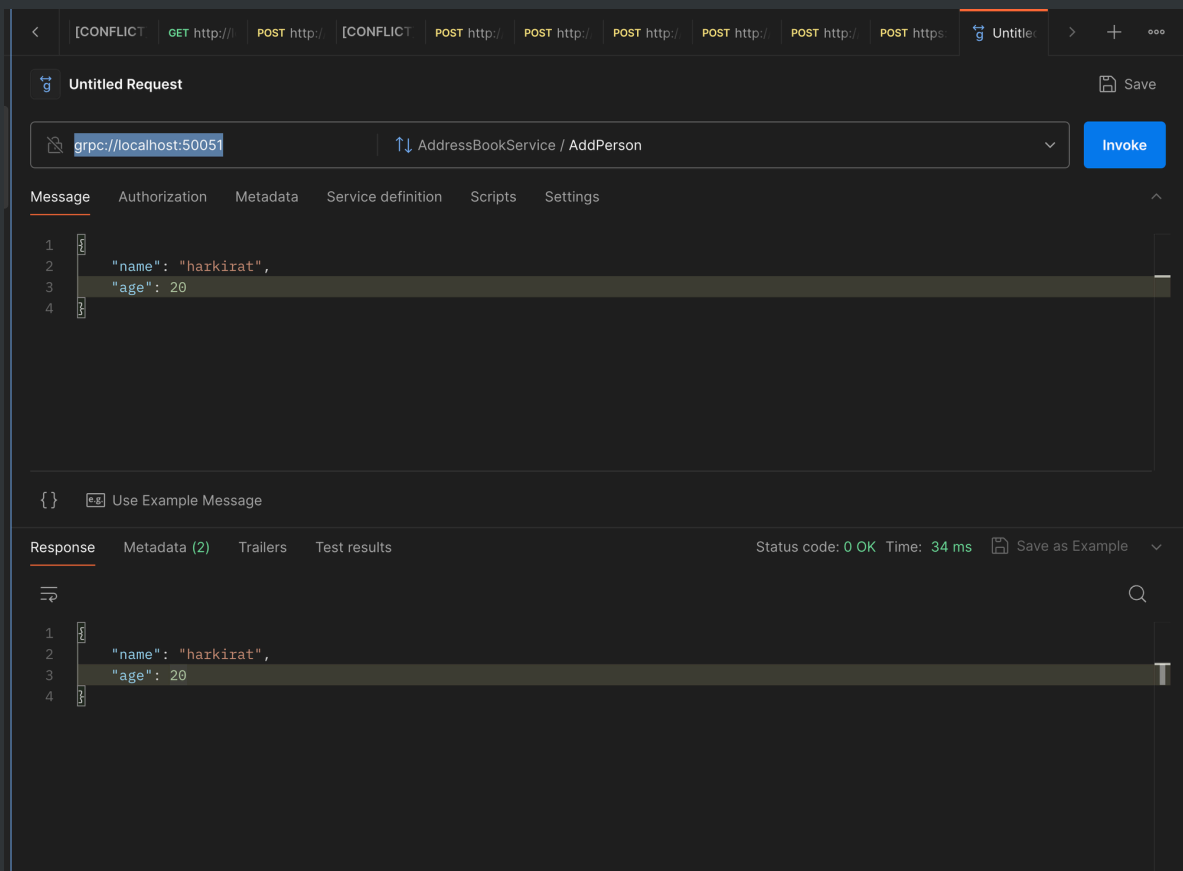 [CONFLICT GET http:// POST http:/ [CONFLICT POST http:/ POST http:/ POST http:/ POST http:/ POST http:/ POST https: Untitled
Untitled Request Save
grpc://localhost:50051 AddressBookService / AddPerson Invoke
Message Authorization Metadata Service definition Scripts Settings
1 {
2 "name": "harkirat",
3 "age": 20
4 }
{} e.g. Use Example Message
Response Metadata (2) Trailers Test results Status code: 0 OK Time: 34 ms Save as Example
1 {
2 "name": "harkirat",
3 "age": 20
4 }